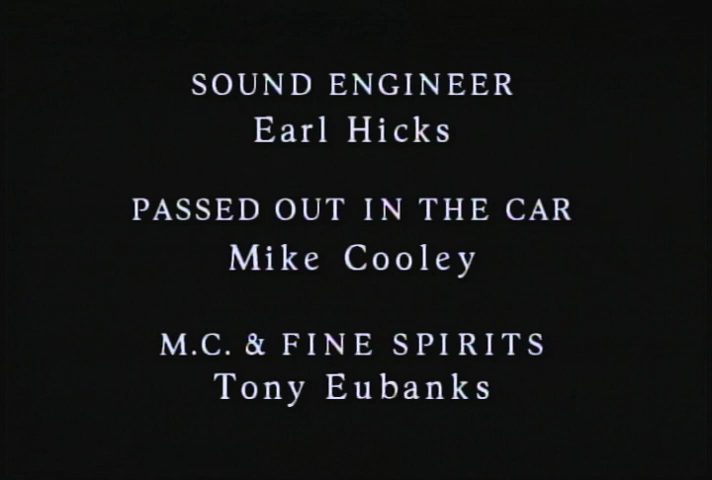 SOUND ENGINEER
Earl Hicks
PASSED OUT IN THE CAR
Mike Cooley
M.C. & FINE SPIRITS
Tony Eubanks